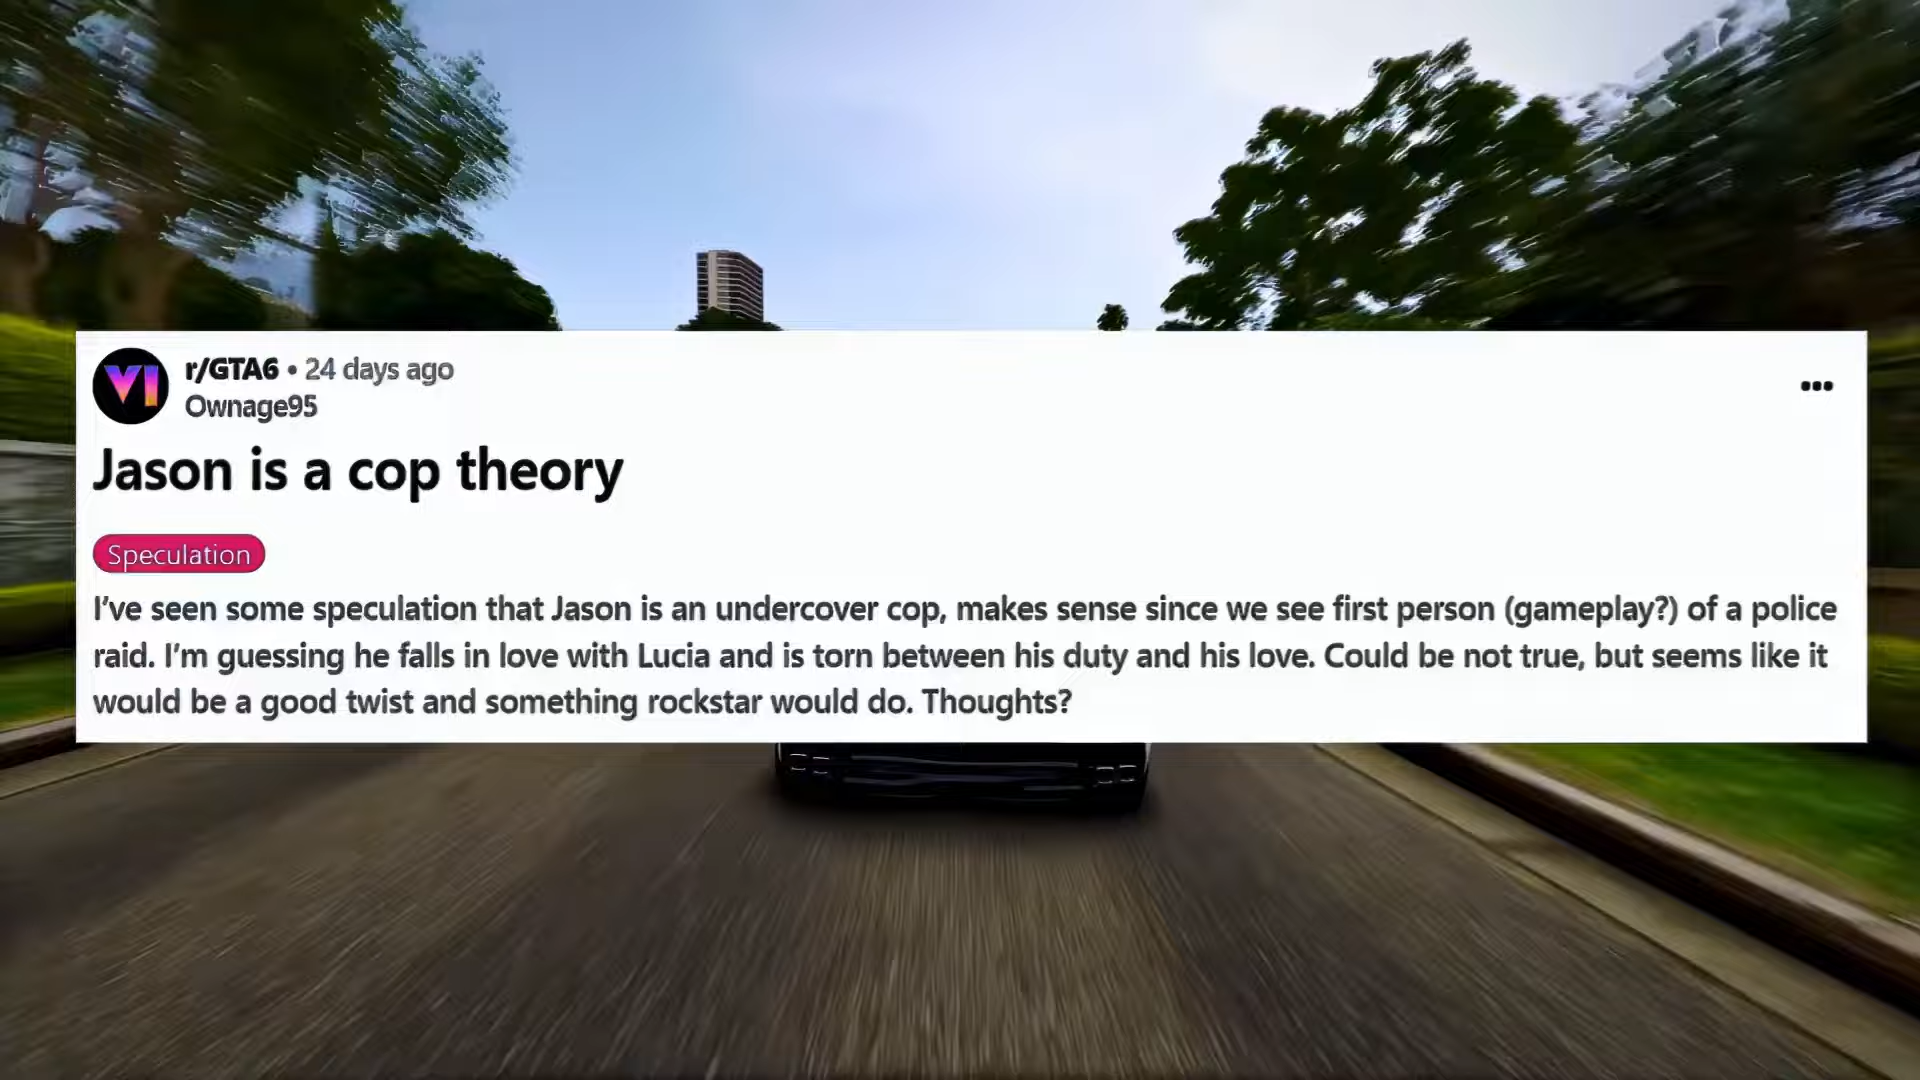 VI
r/GTA6 • 24 days ago
Ownage95
Jason is a cop theory
Speculation
I've seen some speculation that Jason is an undercover cop, makes sense since we see first person (gameplay?) of a police
raid. I'm guessing he falls in love with Lucia and is torn between his duty and his love. Could be not true, but seems like it
would be a good twist and something rockstar would do. Thoughts?